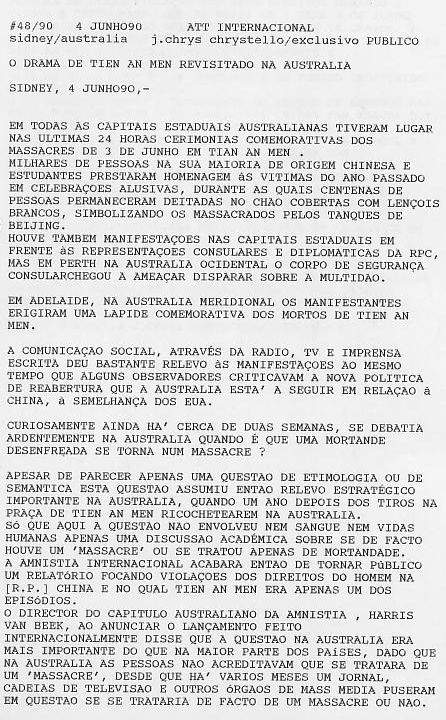 #48/90   4 JUNHO90      ATT INTERNACIONAL
sidney/australia   j.chrys chrystello/exclusivo PUBLICO
O DRAMA DE TIEN AN MEN REVISITADO NA AUSTRALIA
SIDNEY, 4 JUNHO90,-
EM TODAS AS CAPITAIS ESTADUAIS AUSTRALIANAS TIVERAM LUGAR
NAS ULTIMAS 24 HORAS CERIMONIAS COMEMORATIVAS DOS
MASSACRES DE 3 DE JUNHO EM TIAN AN MEN .
MILHARES DE PESSOAS NA SUA MAIORIA DE ORIGEM CHINESA E
ESTUDANTES PRESTARAM HOMENAGEM áS VITIMAS DO ANO PASSADO
EM CELEBRAÇOES ALUSIVAS, DURANTE AS QUAIS CENTENAS DE
PESSOAS PERMANECERAM DEITADAS NO CHAO COBERTAS COM LENÇOIS
BRANCOS, SIMBOLIZANDO OS MASSACRADOS PELOS TANQUES DE
BEIJING.
HOUVE TAMBEM MANIFESTAÇOES NAS CAPITAIS ESTADUAIS EM
FRENTE àS REPRESENTAÇOES CONSULARES E DIPLOMATICAS DA RPC,
MAS EM PERTH NA AUSTRALIA OCIDENTAL O CORPO DE SEGURANÇA
CONSULARCHEGOU A AMEAÇAR DISPARAR SOBRE A MULTIDAO.
EM ADELAIDE, NA AUSTRALIA MERIDIONAL OS MANIFESTANTES
ERIGIRAM UMA LAPIDE COMEMORATIVA DOS MORTOS DE TIEN AN
MEN.
A COMUNICAÇAO SOCIAL, ATRAVÉS DA RADIO, TV E IMPRENSA
ESCRITA DEU BASTANTE RELEVO àS MANIFESTAÇOES AO MESMO
TEMPO QUE ALGUNS OBSERVADORES CRITICAVAM A NOVA POLITICA
DE REABERTURA QUE A AUSTRALIA ESTA' A SEGUIR EM RELAÇAO á
CHINA, à SEMELHANÇA DOS EUA.
CURIOSAMENTE AINDA HA' CERCA DE DUAS SEMANAS, SE DEBATIA
ARDENTEMENTE NA AUSTRALIA QUANDO É QUE UMA MORTANDE
DESENFREADA SE TORNA NUM MASSACRE ?
APESAR DE PARECER APENAS UMA QUESTAO DE ETIMOLOGIA OU DE
SEMANTICA ESTA QUESTAO ASSUMIU ENTAO RELEVO ESTRATÉGICO
IMPORTANTE NA AUSTRALIA, QUANDO UM ANO DEPOIS DOS TIROS NA
PRAÇA DE TIEN AN MEN RICOCHETEAREM NA AUSTRALIA.
Só QUE AQUI A QUESTAO NAO ENVOLVEU NEM SANGUE NEM VIDAS
HUMANAS APENAS UMA DISCUSSAO ACADÉMICA SOBRE SE DE FACTO
HOUVE UM 'MASSACRE' OU SE TRATOU APENAS DE MORTANDADE.
A AMNISTIA INTERNACIONAL ACABARA ENTAO DE TORNAR PúBLICO
UM RELATóRIO FOCANDO VIOLAÇOES DOS DIREITOS DO HOMEM NA
[R.P.] CHINA E NO QUAL TIEN AN MEN ERA APENAS UM DOS
EPISóDIOS.
O DIRECTOR DO CAPITULO AUSTRALIANO DA AMNISTIA , HARRIS
VAN BEEK, AO ANUNCIAR O LANÇAMENTO FEITO
INTERNACIONALMENTE DISSE QUE A QUESTAO NA AUSTRALIA ERA
MAIS IMPORTANTE DO QUE NA MAIOR PARTE DOS PAíSES, DADO QUE
NA AUSTRALIA AS PESSOAS NAO ACREDITAVAM QUE SE TRATARA DE
UM 'MASSACRE', DESDE QUE HA' VARIOS MESES UM JORNAL,
CADEIAS DE TELEVISAO E OUTROS óRGAOS DE MASS MEDIA PUSERAM
EM QUESTAO SE SE TRATARIA DE FACTO DE UM MASSACRE OU NAO.